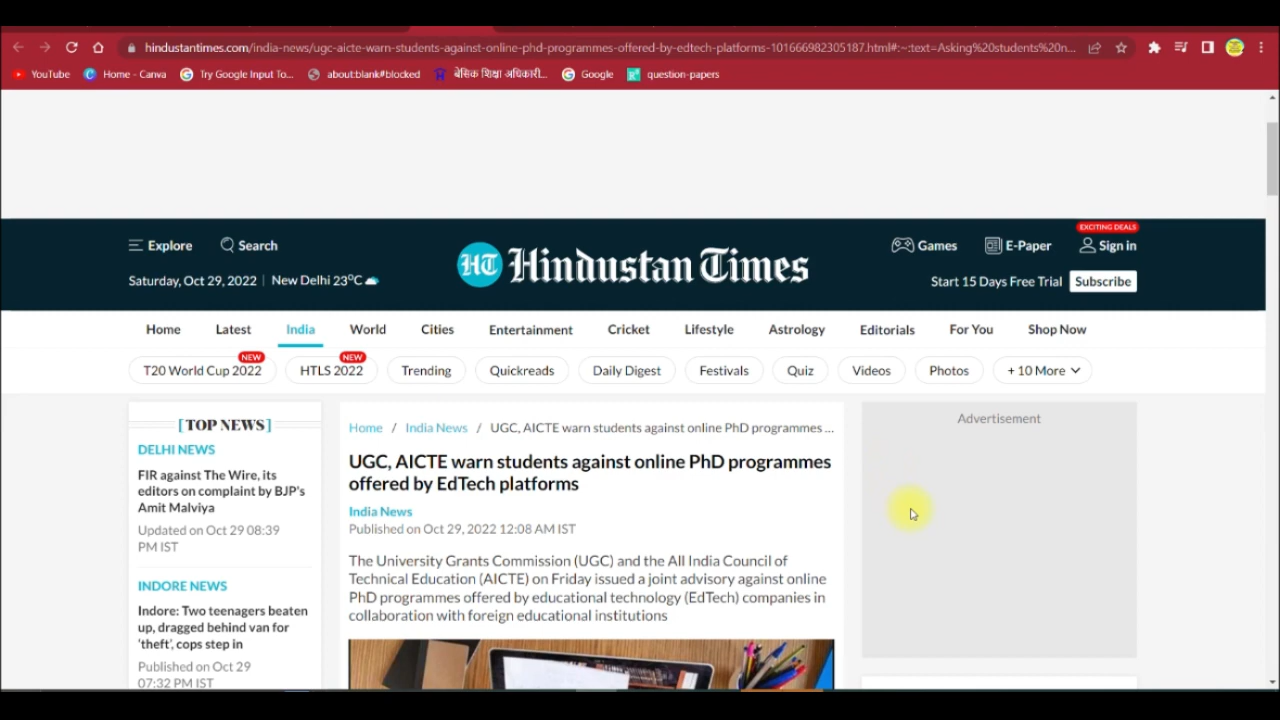 hindustantimes.com/india-news/ugc-aicte-warn-students-against-online-phd-programmes-offered-by-edtech-platforms-101666982305187.html#:~:text=Asking%20students%20n...
YouTube Home - Canva Try Google Input To... about:blank#blocked बेसिक शिक्षा अधिकारी... Google question-papers
EXCITING DEALS
Explore Search HT Hindustan Times Games E-Paper Sign in
Saturday, Oct 29, 2022 | New Delhi 23°C Start 15 Days Free Trial Subscribe
Home Latest India World Cities Entertainment Cricket Lifestyle Astrology Editorials For You Shop Now
NEW NEW
T20 World Cup 2022 HTLS 2022 Trending Quickreads Daily Digest Festivals Quiz Videos Photos + 10 More
[TOP NEWS]
DELHI NEWS
FIR against The Wire, its
editors on complaint by BJP's
Amit Malviya
Updated on Oct 29 08:39
PM IST
INDORE NEWS
Indore: Two teenagers beaten
up, dragged behind van for
'theft', cops step in
Published on Oct 29
07:32 PM IST
Home / India News / UGC, AICTE warn students against online PhD programmes ...
UGC, AICTE warn students against online PhD programmes
offered by EdTech platforms
India News
Published on Oct 29, 2022 12:08 AM IST
The University Grants Commission (UGC) and the All India Council of
Technical Education (AICTE) on Friday issued a joint advisory against online
PhD programmes offered by educational technology (EdTech) companies in
collaboration with foreign educational institutions
Advertisement